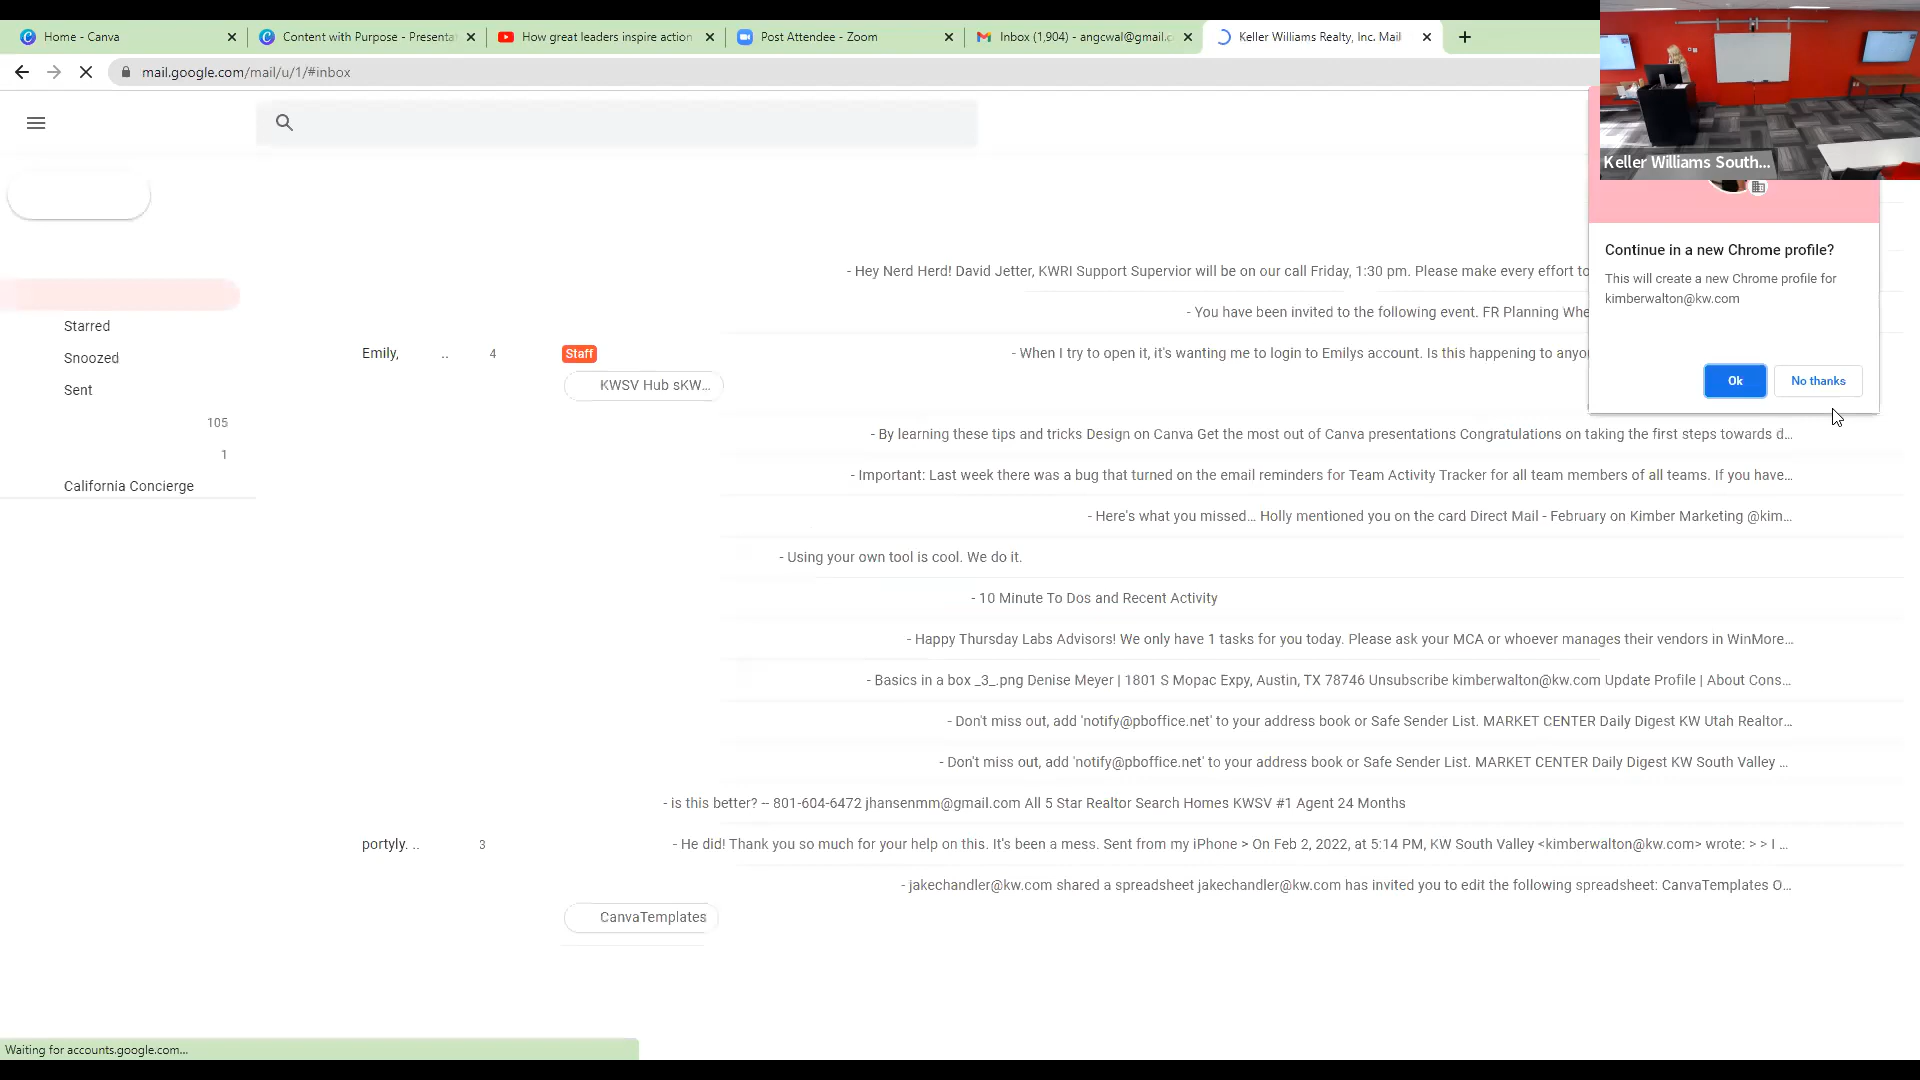 Home - Canva
Content with Purpose - Presenta
How great leaders inspire action
Post Attendee - Zoom
Inbox (1,904) - angcwal@gmail.c
Keller Williams Realty, Inc. Mail
mail.google.com/mail/u/1/#inbox
Keller Williams South...
Continue in a new Chrome profile?
This will create a new Chrome profile for
kimberwalton@kw.com
Ok
No thanks
Starred
Snoozed
Sent
105
1
California Concierge
- Hey Nerd Herd! David Jetter, KWRI Support Supervior will be on our call Friday, 1:30 pm. Please make every effort to
- You have been invited to the following event. FR Planning Whe
Emily, .. 4 Staff - When I try to open it, it's wanting me to login to Emilys account. Is this happening to anyo
KWSV Hub sKW...
- By learning these tips and tricks Design on Canva Get the most out of Canva presentations Congratulations on taking the first steps towards d...
- Important: Last week there was a bug that turned on the email reminders for Team Activity Tracker for all team members of all teams. If you have...
- Here's what you missed... Holly mentioned you on the card Direct Mail - February on Kimber Marketing @kim...
- Using your own tool is cool. We do it.
- 10 Minute To Dos and Recent Activity
- Happy Thursday Labs Advisors! We only have 1 tasks for you today. Please ask your MCA or whoever manages their vendors in WinMore...
- Basics in a box _3_.png Denise Meyer | 1801 S Mopac Expy, Austin, TX 78746 Unsubscribe kimberwalton@kw.com Update Profile | About Cons...
- Don't miss out, add 'notify@pboffice.net' to your address book or Safe Sender List. MARKET CENTER Daily Digest KW Utah Realtor...
- Don't miss out, add 'notify@pboffice.net' to your address book or Safe Sender List. MARKET CENTER Daily Digest KW South Valley ...
- is this better? -- 801-604-6472 jhansenmm@gmail.com All 5 Star Realtor Search Homes KWSV #1 Agent 24 Months
portyly. .. 3 - He did! Thank you so much for your help on this. It's been a mess. Sent from my iPhone > On Feb 2, 2022, at 5:14 PM, KW South Valley <kimberwalton@kw.com> wrote: > > I ...
- jakechandler@kw.com shared a spreadsheet jakechandler@kw.com has invited you to edit the following spreadsheet: CanvaTemplates O...
CanvaTemplates
Waiting for accounts.google.com...